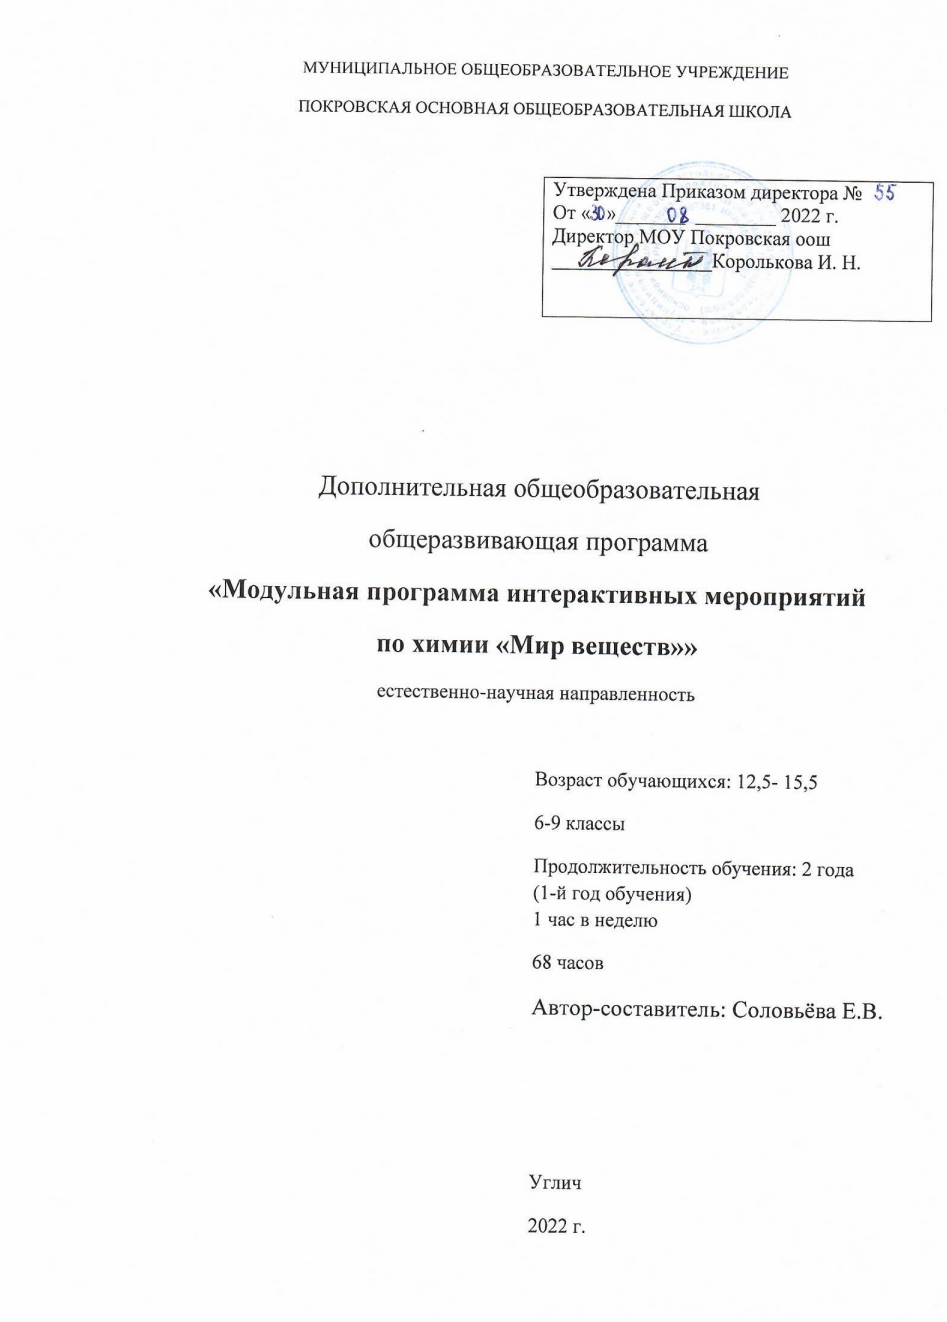 МУНИЦИПАЛЬНОЕ ОБЩЕОБРАЗОВАТЕЛЬНОЕ УЧРЕЖДЕНИЕ
ПОКРОВСКАЯ ОСНОВНАЯ ОБЩЕОБРАЗОВАТЕЛЬНАЯ ШКОЛА
Утверждена Приказом директора № 55
От «30»______08_________ 2022 г.
Директор МОУ Покровская оош
________________Королькова И. Н.
Дополнительная общеобразовательная
общеразвивающая программа
«Модульная программа интерактивных мероприятий
по химии «Мир веществ»»
естественно-научная направленность
Возраст обучающихся: 12,5- 15,5
6-9 классы
Продолжительность обучения: 2 года
(1-й год обучения)
1 час в неделю
68 часов
Автор-составитель: Соловьёва Е.В.
Углич
2022 г.